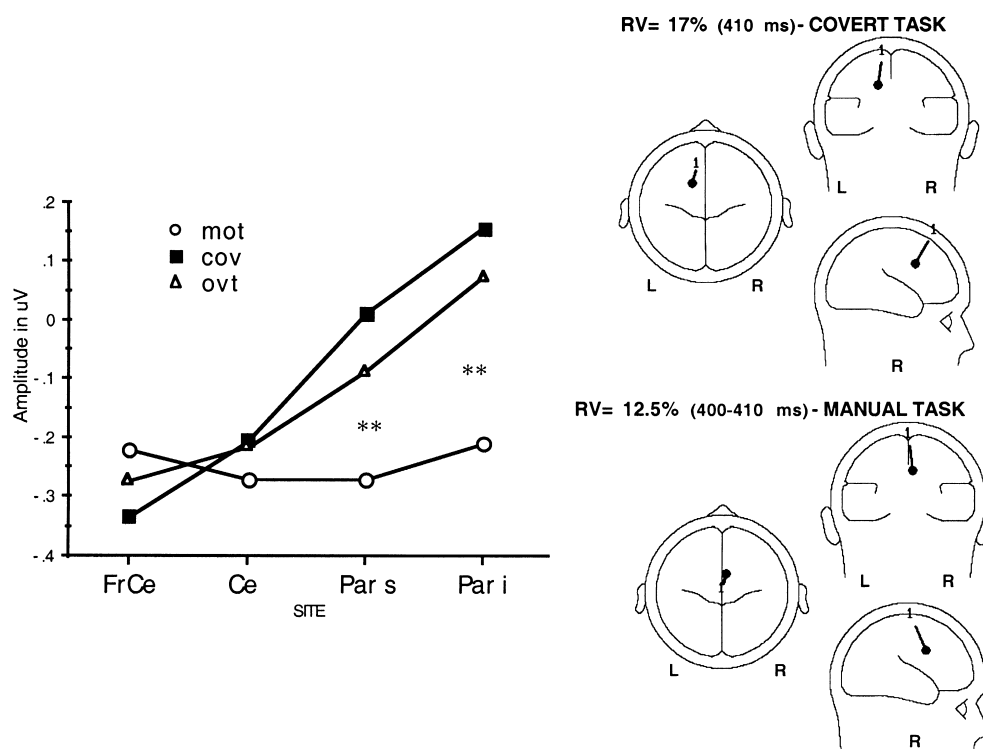 RV= 17% (410 ms)- COVERT TASK
1
1
L R
L R
1
R
.2
.1
0
-.1
-.2
-.3
-.4
Amplitude in uV
mot
cov
ovt
**
**
FrCe Ce Par s Par i
SITE
RV= 12.5% (400-410 ms)- MANUAL TASK
1
1
L R
L R
1
R